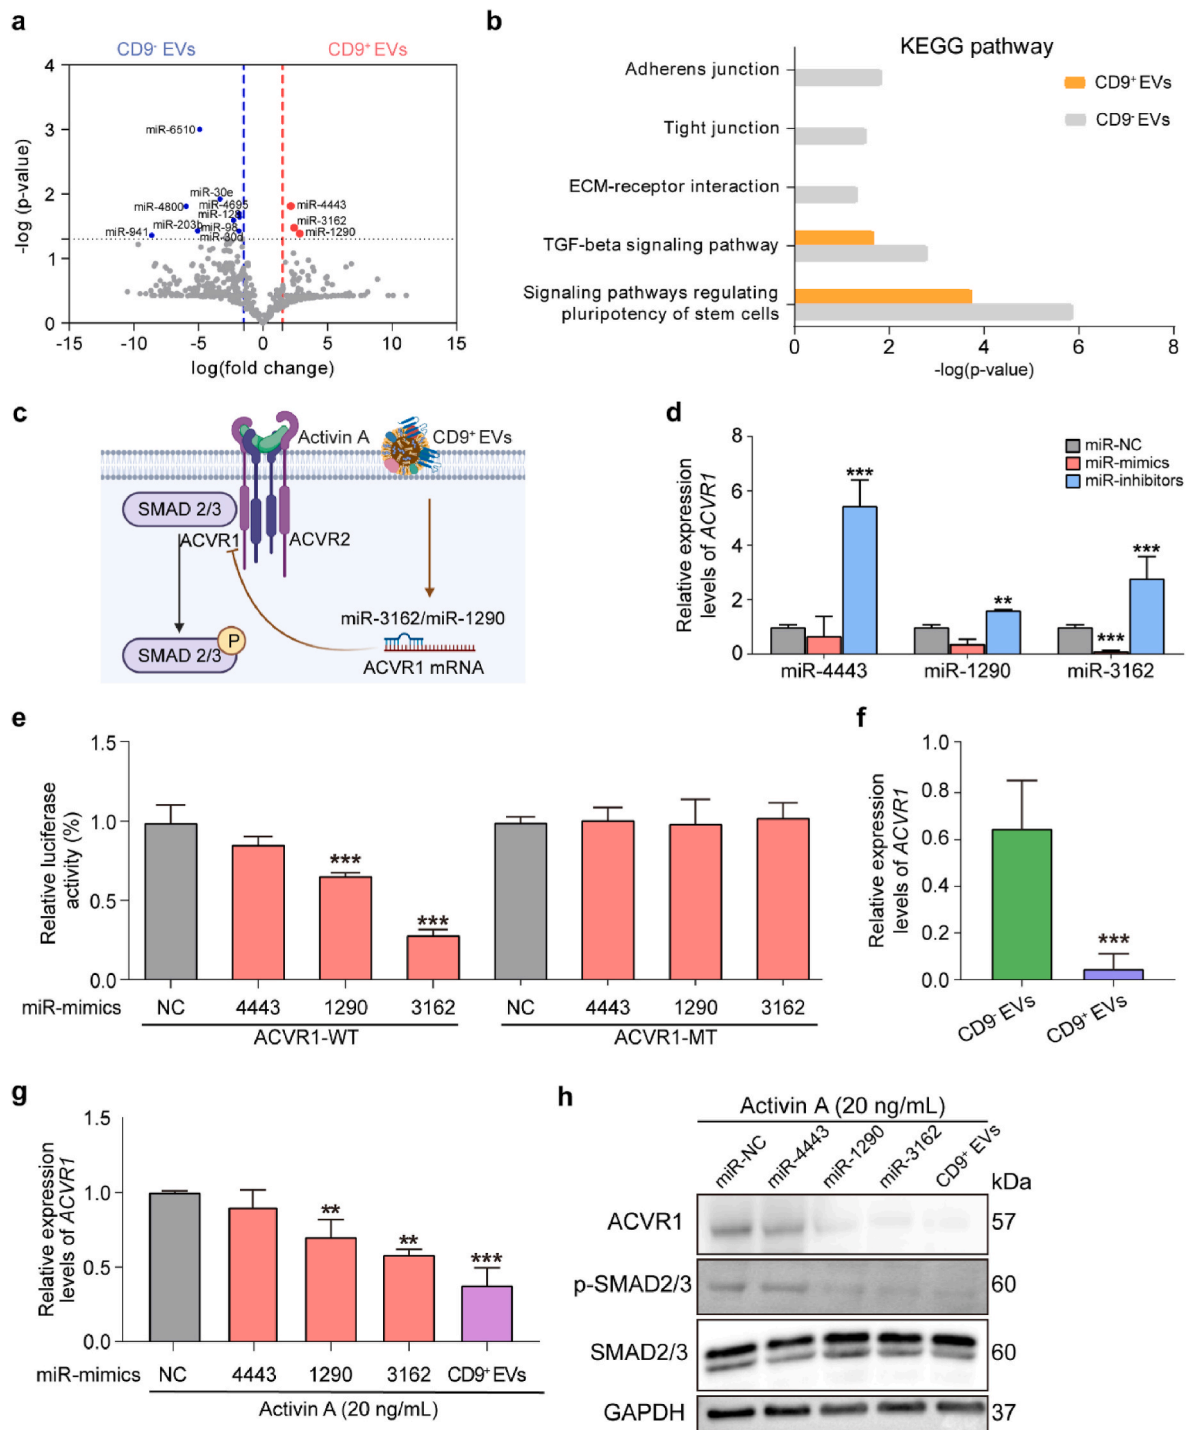 a
CD9⁻ EVs
CD9⁺ EVs
4
3
2
1
0
-log (p-value)
miR-6510
miR-30e
miR-4800
miR-4695
miR-128
miR-203b
miR-98
miR-941
miR-30d
miR-4443
miR-3162
miR-1290
-15
-10
-5
0
5
10
15
log(fold change)
b
KEGG pathway
Adherens junction
Tight junction
ECM-receptor interaction
TGF-beta signaling pathway
Signaling pathways regulating
pluripotency of stem cells
CD9⁺ EVs
CD9⁻ EVs
0
2
4
6
8
-log(p-value)
c
Activin A
CD9⁺ EVs
SMAD 2/3
ACVR1
ACVR2
miR-3162/miR-1290
P
SMAD 2/3
ACVR1 mRNA
d
Relative expression
levels of ACVR1
8
6
4
2
0
miR-NC
miR-mimics
miR-inhibitors
***
**
***
***
miR-4443
miR-1290
miR-3162
e
Relative luciferase
activity (%)
1.5
1.0
0.5
0.0
***
***
miR-mimics
NC
4443
1290
3162
NC
4443
1290
3162
ACVR1-WT
ACVR1-MT
f
Relative expression
levels of ACVR1
1.0
0.8
0.6
0.4
0.2
0.0
***
CD9⁻ EVs
CD9⁺ EVs
g
Relative expression
levels of ACVR1
1.5
1.0
0.5
0.0
**
**
***
miR-mimics
NC
4443
1290
3162
CD9⁺ EVs
Activin A (20 ng/mL)
h
Activin A (20 ng/mL)
miR-NC
miR-4443
miR-1290
miR-3162
CD9⁺ EVs
kDa
ACVR1
57
p-SMAD2/3
60
SMAD2/3
60
GAPDH
37